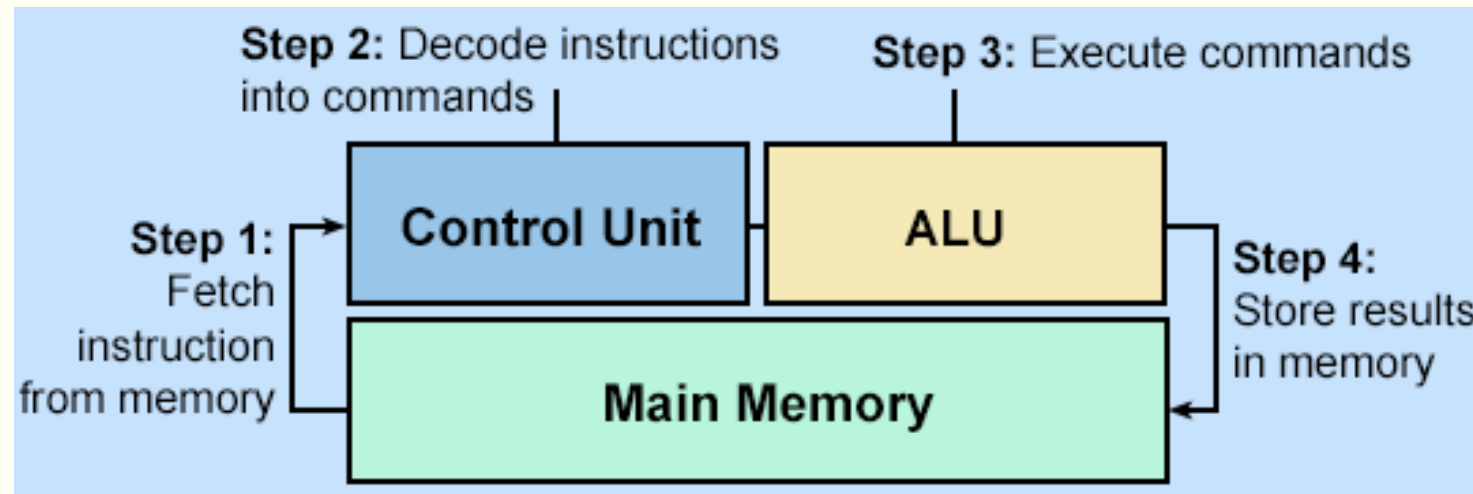 Step 2: Decode instructions
into commands
Step 3: Execute commands
Control Unit
ALU
Step 1:
Fetch
instruction
from memory
Step 4:
Store results
in memory
Main Memory